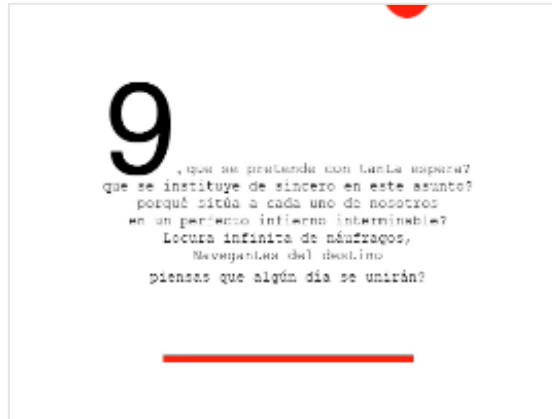 9, que se pretende con tanta espera?
que se instituye de sincero en este asunto?
porqué sitúa a cada uno de nosotros
en un perfecto infierno interminable?
Locura infinita de náufragos,
Navegantes del destino
piensas que algún día se unirán?